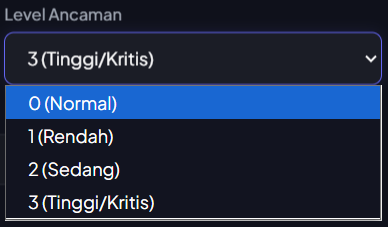 Level Ancaman
3 (Tinggi/Kritis)
0 (Normal)
1 (Rendah)
2 (Sedang)
3 (Tinggi/Kritis)